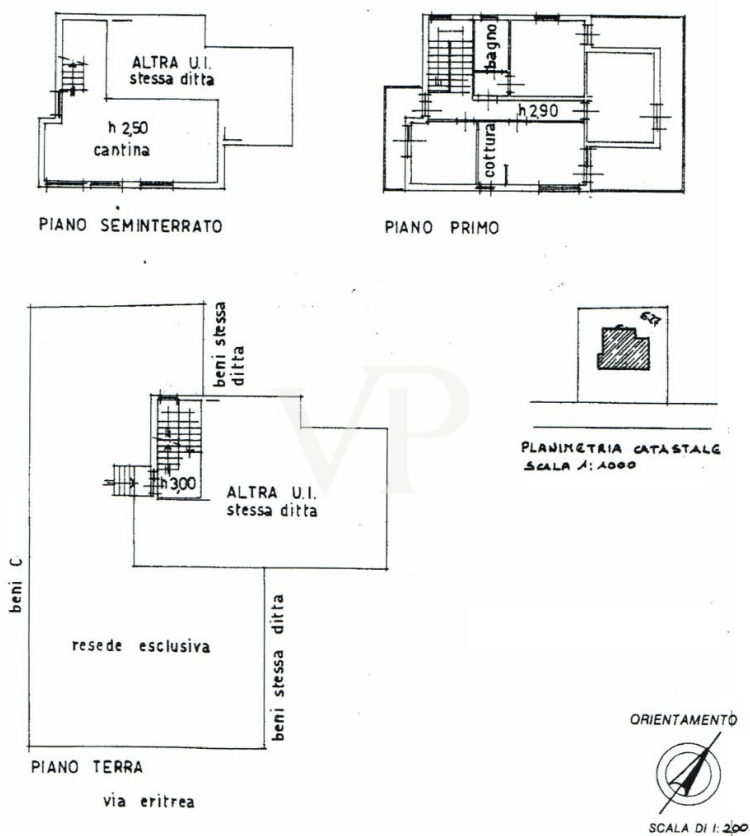 ALTRA U.I.
stessa ditta
h 2,50
cantina
PIANO SEMINTERRATO
bagno
h 2,90
cottura
PIANO PRIMO
beni stessa
ditta
h 3,00
ALTRA U.I.
stessa ditta
beni C
resede esclusiva
beni stessa ditta
PIANO TERRA
via eritrea
627
PLANIMETRIA CATASTALE
SCALA 1:1000
VP
ORIENTAMENTO
SCALA DI 1:200